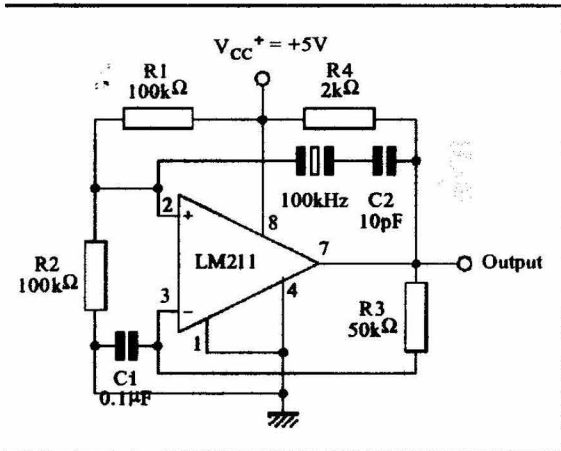 V_CC⁺ = +5V
R1
100kΩ
R4
2kΩ
100kHz
C2
10pF
2
+
8
LM211
7
Output
R2
100kΩ
3
−
4
1
R3
50kΩ
C1
0.1µF